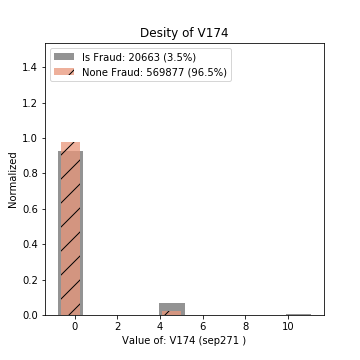 Desity of V174
Is Fraud: 20663 (3.5%)
None Fraud: 569877 (96.5%)
1.4
1.2
1.0
0.8
0.6
0.4
0.2
0.0
Normalized
0 2 4 6 8 10
Value of: V174 (sep271 )